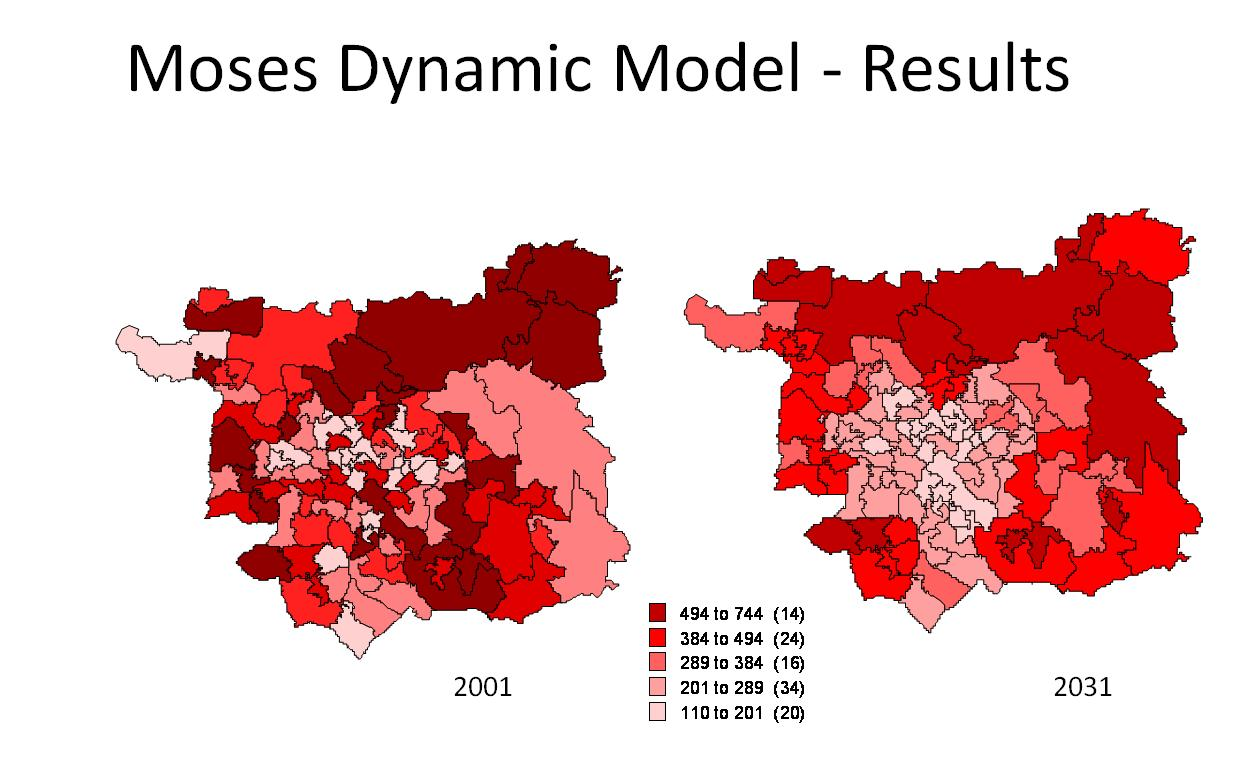 Moses Dynamic Model - Results
494 to 744 (14)
384 to 494 (24)
289 to 384 (16)
201 to 289 (34)
110 to 201 (20)
2001
2031